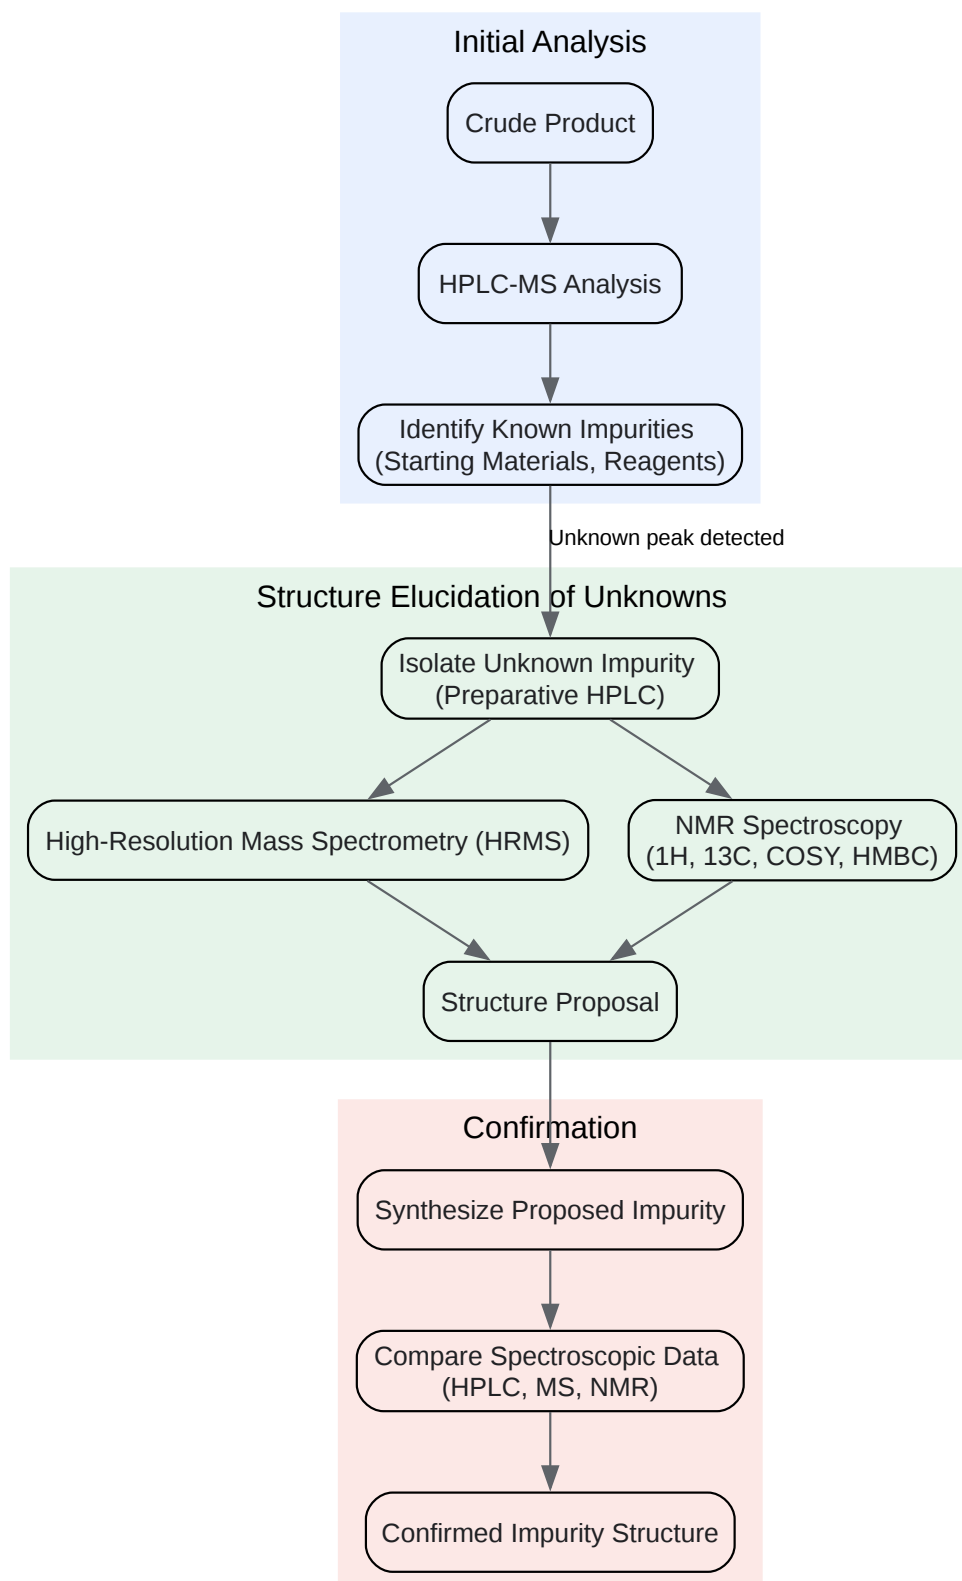 Initial Analysis
Crude Product
HPLC-MS Analysis
Identify Known Impurities
(Starting Materials, Reagents)
Unknown peak detected
Structure Elucidation of Unknowns
Isolate Unknown Impurity
(Preparative HPLC)
High-Resolution Mass Spectrometry (HRMS)
NMR Spectroscopy
(1H, 13C, COSY, HMBC)
Structure Proposal
Confirmation
Synthesize Proposed Impurity
Compare Spectroscopic Data
(HPLC, MS, NMR)
Confirmed Impurity Structure